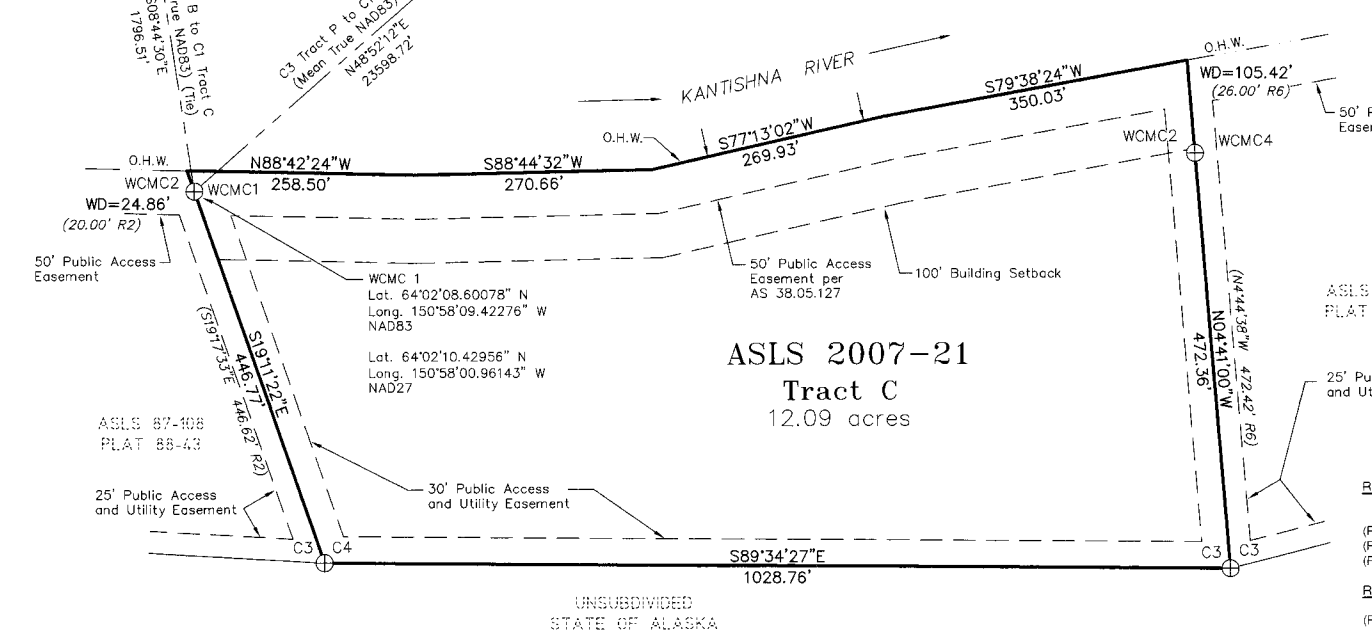 B to C1 Tract C
True NAD83) (Tie)
S08°44'30"E
1796.51'
C3 Tract P to C1
(Mean True NAD83)
N48°52'12"E
23598.72'
KANTISHNA RIVER
O.H.W.
S79°38'24"W
350.03'
WD=105.42'
(26.00' R6)
50' P
Easer
O.H.W.
S77°13'02"W
269.93'
WCMC2
WCMC4
O.H.W.
N88°42'24"W
258.50'
S88°44'32"W
270.66'
WCMC2
WCMC1
WD=24.86'
(20.00' R2)
50' Public Access
Easement
WCMC 1
Lat. 64°02'08.60078" N
Long. 150°58'09.42276" W
NAD83
Lat. 64°02'10.42956" N
Long. 150°58'00.96143" W
NAD27
50' Public Access
Easement per
AS 38.05.127
100' Building Setback
ASLS
PLAT
S19°11'22"E
446.77'
(S19°17'33"E 446.62' R2)
ASLS 2007-21
Tract C
12.09 acres
N04°41'00"W
472.36'
(N4°44'38"W 472.42' R6)
25' Pu
and Ut
ASLS 87-108
PLAT 88-43
25' Public Access
and Utility Easement
30' Public Access
and Utility Easement
R
C3
C4
S89°34'27"E
1028.76'
C3
C3
UNSUBDIVIDED
STATE OF ALASKA